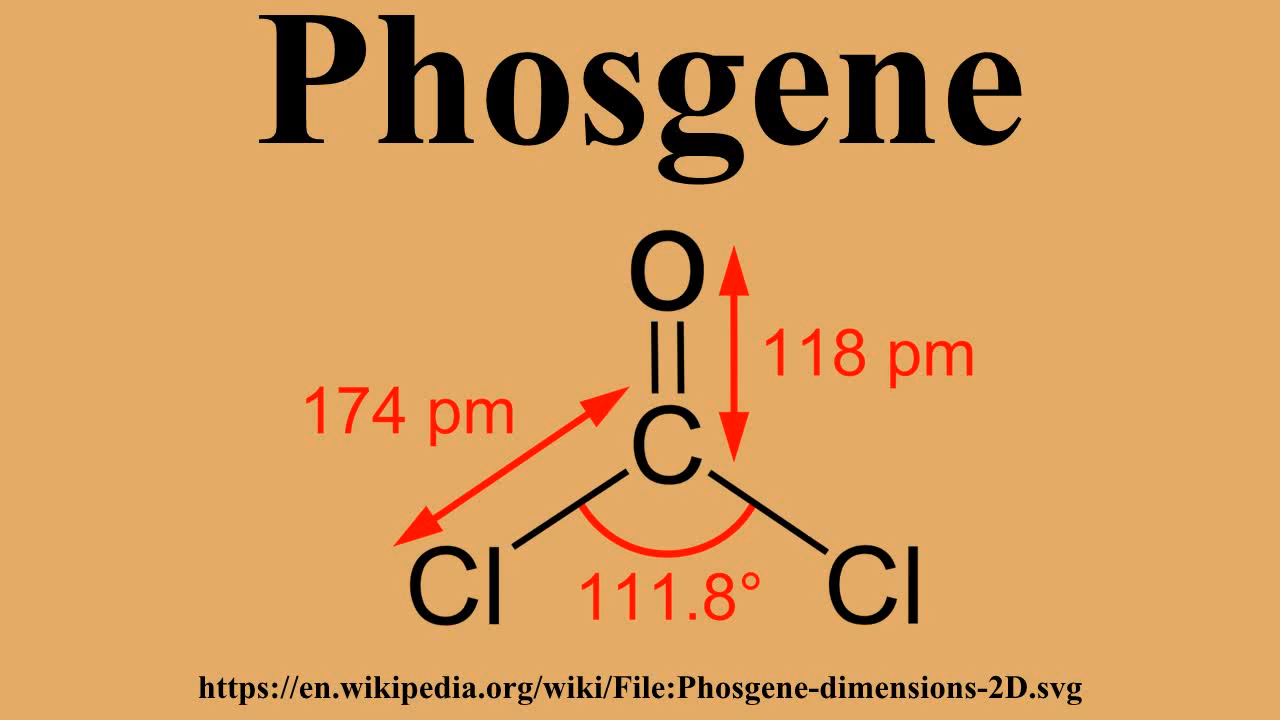 Phosgene
O
118 pm
174 pm
C
Cl
111.8°
Cl
https://en.wikipedia.org/wiki/File:Phosgene-dimensions-2D.svg